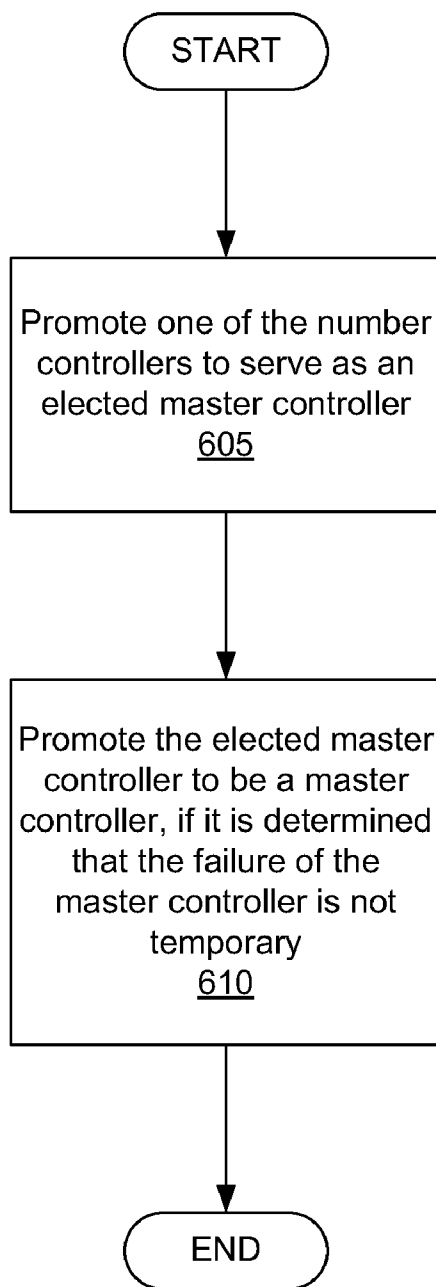 START
Promote one of the number
controllers to serve as an
elected master controller
605
Promote the elected master
controller to be a master
controller, if it is determined
that the failure of the
master controller is not
temporary
610
END